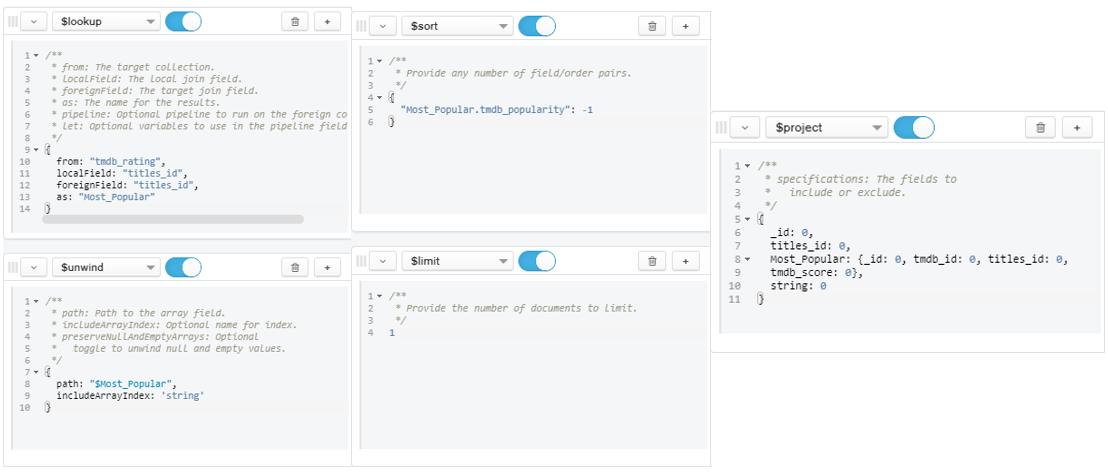 $lookup
1 /**
2  * from: The target collection.
3  * localField: The local join field.
4  * foreignField: The target join field.
5  * as: The name for the results.
6  * pipeline: Optional pipeline to run on the foreign co
7  * let: Optional variables to use in the pipeline field
8  */
9 {
10   from: "tmdb_rating",
11   localField: "titles_id",
12   foreignField: "titles_id",
13   as: "Most_Popular"
14 }
$unwind
1 /**
2  * path: Path to the array field.
3  * includeArrayIndex: Optional name for index.
4  * preserveNullAndEmptyArrays: Optional
5  *   toggle to unwind null and empty values.
6  */
7 {
8   path: "$Most_Popular",
9   includeArrayIndex: 'string'
10 }
$sort
1 /**
2  * Provide any number of field/order pairs.
3  */
4 {
5   "Most_Popular.tmdb_popularity": -1
6 }
$limit
1 /**
2  * Provide the number of documents to limit.
3  */
4 1
$project
1 /**
2  * specifications: The fields to
3  *   include or exclude.
4  */
5 {
6   _id: 0,
7   titles_id: 0,
8   Most_Popular: {_id: 0, tmdb_id: 0, titles_id: 0,
9   tmdb_score: 0},
10   string: 0
11 }